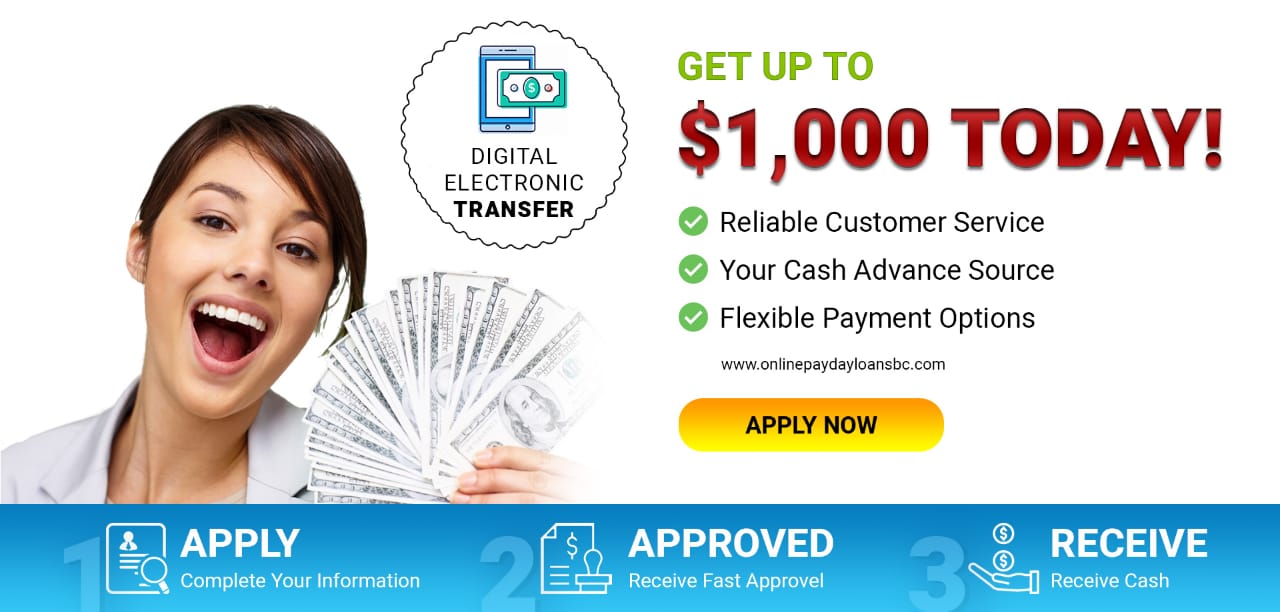 DIGITAL
ELECTRONIC
TRANSFER
GET UP TO
$1,000 TODAY!
Reliable Customer Service
Your Cash Advance Source
Flexible Payment Options
www.onlinepaydayloansbc.com
APPLY NOW
1
APPLY
Complete Your Information
2
APPROVED
Receive Fast Approvel
3
RECEIVE
Receive Cash